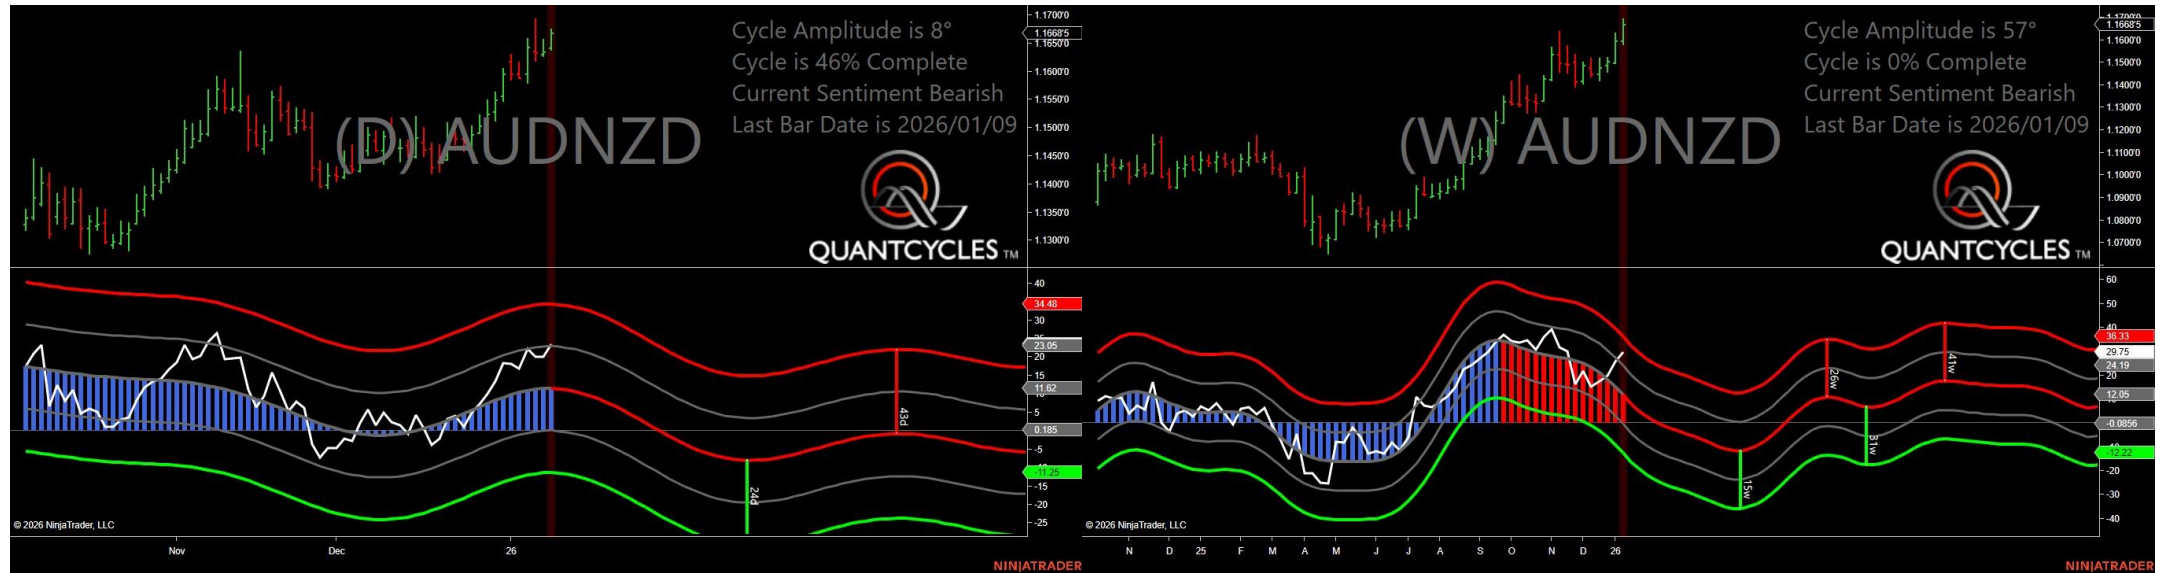 Cycle Amplitude is 8°
Cycle is 46% Complete
Current Sentiment Bearish
Last Bar Date is 2026/01/09
(D) AUDNZD
QUANTCYCLES TM
1.1700'0
1.1668'5
1.1650'0
1.1600'0
1.1550'0
1.1500'0
1.1450'0
1.1400'0
1.1350'0
1.1300'0
40
34.48
30
23.05
20
15
11.62
5
0.185
-5
-11.25
-15
-20
-25
43d
24d
© 2026 NinjaTrader, LLC
Nov
Dec
26
NINJATRADER
Cycle Amplitude is 57°
Cycle is 0% Complete
Current Sentiment Bearish
Last Bar Date is 2026/01/09
(W) AUDNZD
QUANTCYCLES TM
1.1700'0
1.1668'5
1.1600'0
1.1500'0
1.1400'0
1.1300'0
1.1200'0
1.1100'0
1.1000'0
1.0900'0
1.0800'0
1.0700'0
60
50
40
36.33
29.75
24.19
20
12.05
-0.0856
-12.22
-20
-30
-40
26w
41w
31w
15w
© 2026 NinjaTrader, LLC
N
D
25
F
M
A
M
J
J
A
S
O
N
D
26
NINJATRADER